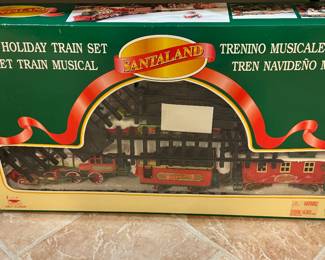 HOLIDAY TRAIN SET
SANTALAND
TRENINO MUSICALE
ET TRAIN MUSICAL
TREN NAVIDEÑO M